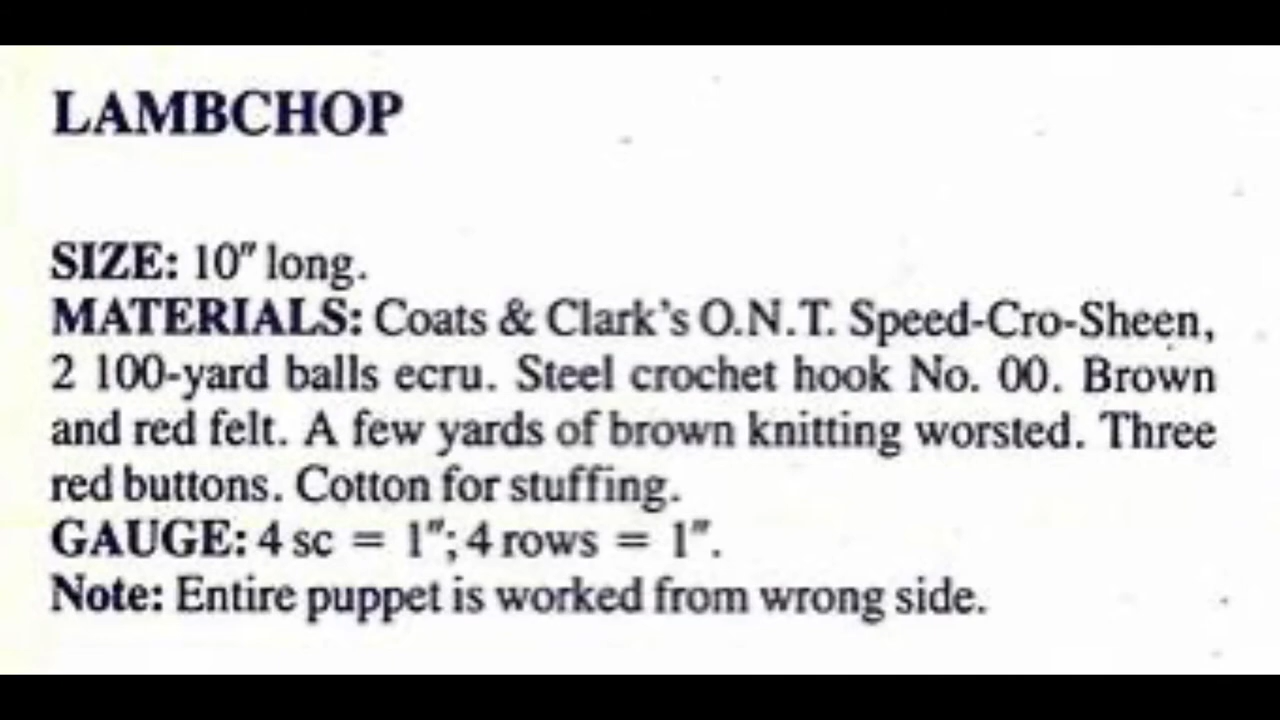 LAMBCHOP
SIZE: 10″ long.
MATERIALS: Coats & Clark's O.N.T. Speed-Cro-Sheen,
2 100-yard balls ecru. Steel crochet hook No. 00. Brown
and red felt. A few yards of brown knitting worsted. Three
red buttons. Cotton for stuffing.
GAUGE: 4 sc = 1″; 4 rows = 1″.
Note: Entire puppet is worked from wrong side.